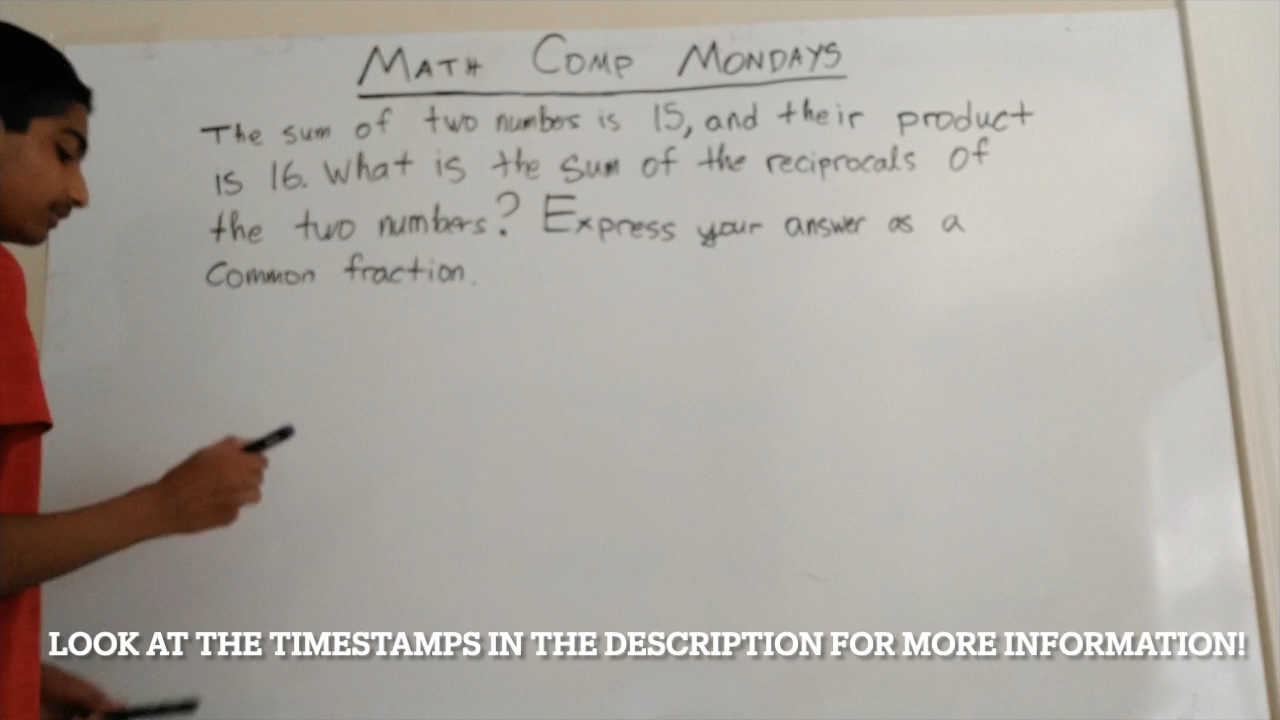 MATH COMP MONDAYS
The sum of two numbers is 15, and their product
is 16. What is the sum of the reciprocals of
the two numbers? Express your answer as a
Common fraction.
LOOK AT THE TIMESTAMPS IN THE DESCRIPTION FOR MORE INFORMATION!